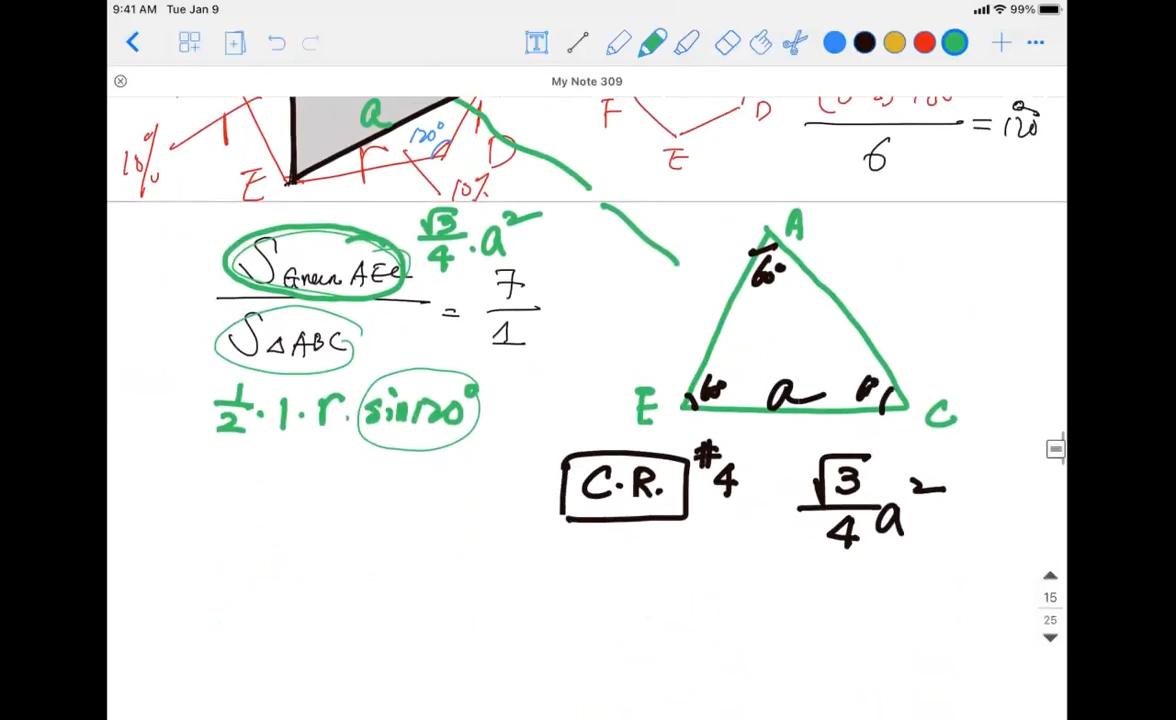 9:41 AM Tue Jan 9
99%
My Note 309
a
120°
10%
r
r
D
E
10%
F
D
E
6
= 120°
√3/4 · a²
S Green AEC
S △ABC
= 7/1
1/2 · 1 · r · sin120°
A
60°
60°
a
E
C
C.R. #4
√3/4 a²
15
25